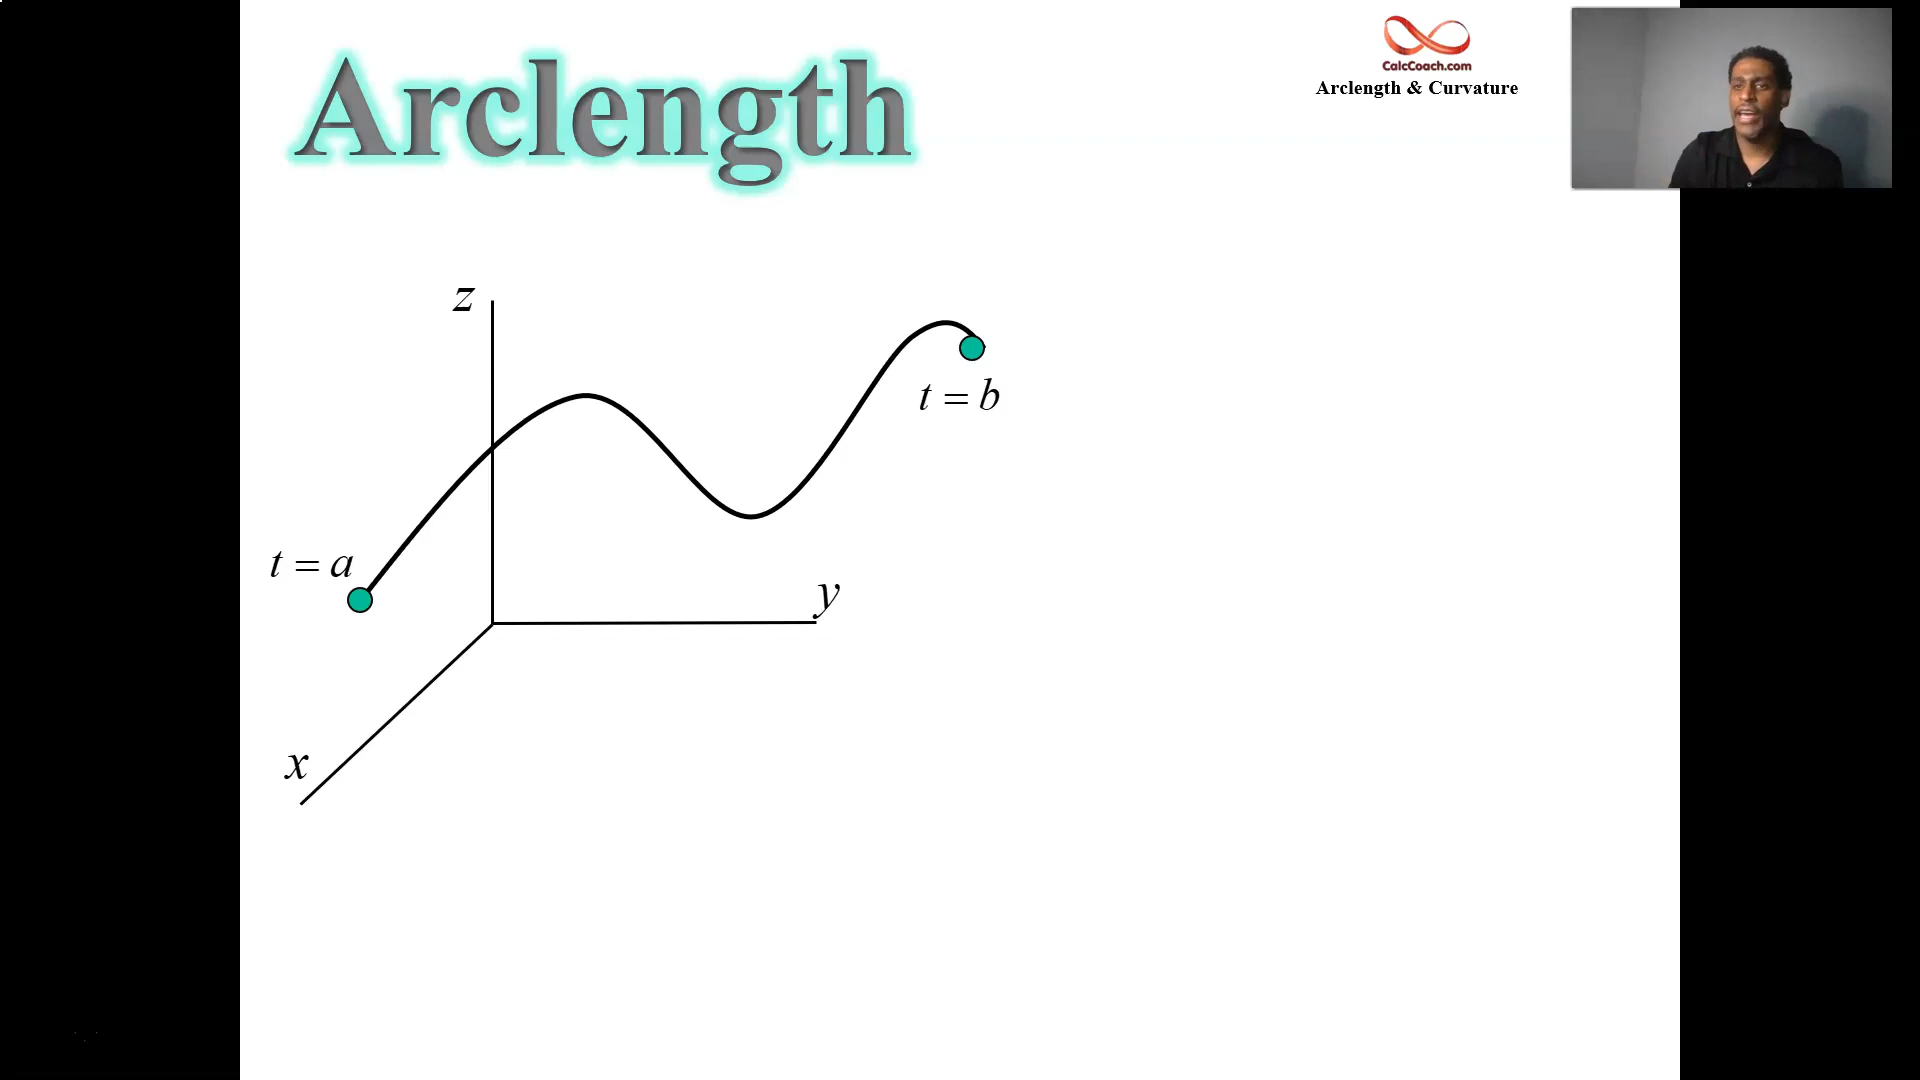 Arclength
CalcCoach.com
Arclength & Curvature
z
t = b
t = a
y
x